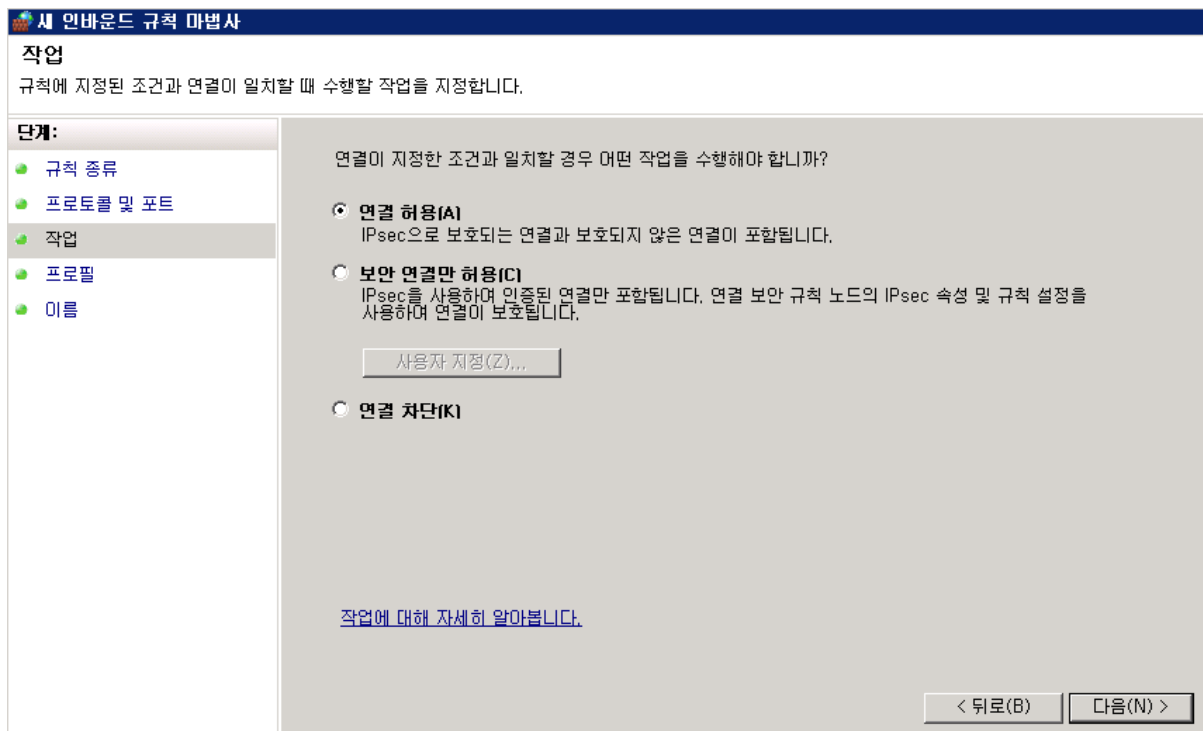 새 인바운드 규칙 마법사
작업
규칙에 지정된 조건과 연결이 일치할 때 수행할 작업을 지정합니다.
단계:
규칙 종류
프로토콜 및 포트
작업
프로필
이름
연결이 지정한 조건과 일치할 경우 어떤 작업을 수행해야 합니까?
연결 허용(A)
IPsec으로 보호되는 연결과 보호되지 않은 연결이 포함됩니다.
보안 연결만 허용(C)
IPsec을 사용하여 인증된 연결만 포함됩니다. 연결 보안 규칙 노드의 IPsec 속성 및 규칙 설정을
사용하여 연결이 보호됩니다.
사용자 지정(Z)...
연결 차단(K)
작업에 대해 자세히 알아봅니다.
< 뒤로(B)
다음(N) >